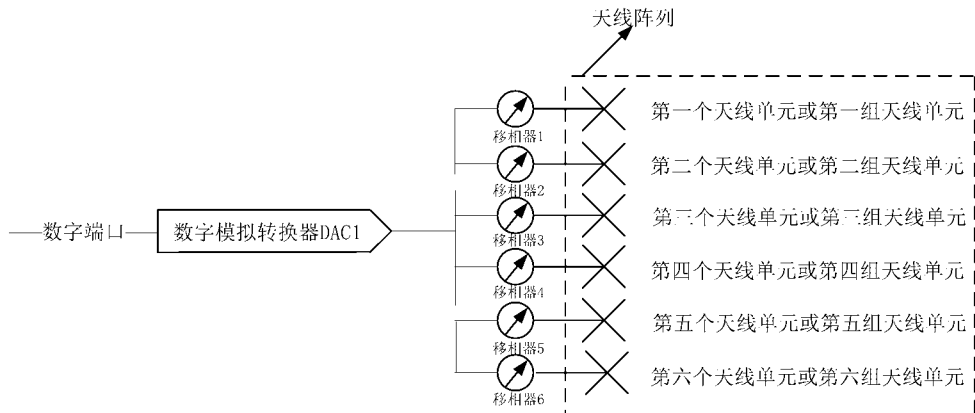 天线阵列
第一个天线单元或第一组天线单元
移相器1
第二个天线单元或第二组天线单元
移相器2
数字端口
数字模拟转换器DAC1
第三个天线单元或第三组天线单元
移相器3
第四个天线单元或第四组天线单元
移相器4
第五个天线单元或第五组天线单元
移相器5
第六个天线单元或第六组天线单元
移相器6